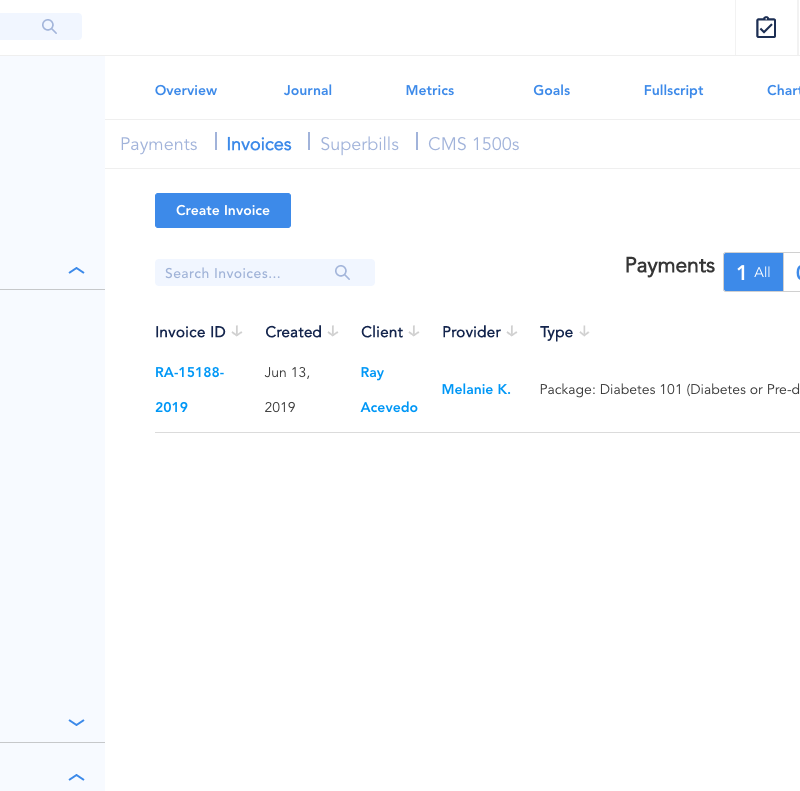 Overview Journal Metrics Goals Fullscript Chart
Payments Invoices Superbills CMS 1500s
Create Invoice
Search Invoices...
Payments 1 All
Invoice ID Created Client Provider Type
RA-15188-
2019
Jun 13,
2019
Ray
Acevedo
Melanie K.
Package: Diabetes 101 (Diabetes or Pre-d